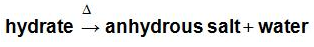 hydrate Δ→ anhydrous salt + water